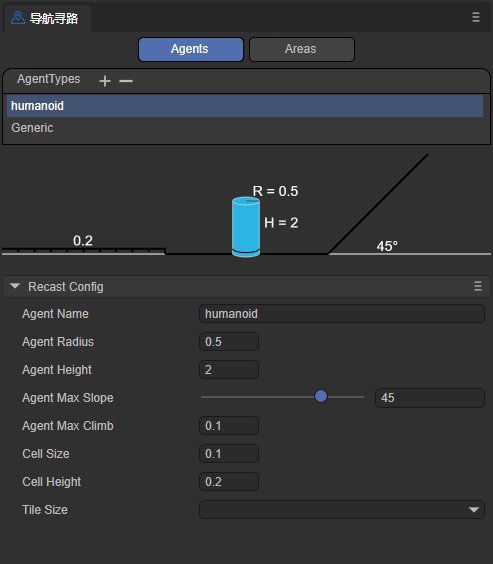 导航寻路
Agents
Areas
AgentTypes
humanoid
Generic
R = 0.5
H = 2
0.2
45°
Recast Config
Agent Name humanoid
Agent Radius 0.5
Agent Height 2
Agent Max Slope 45
Agent Max Climb 0.1
Cell Size 0.1
Cell Height 0.2
Tile Size